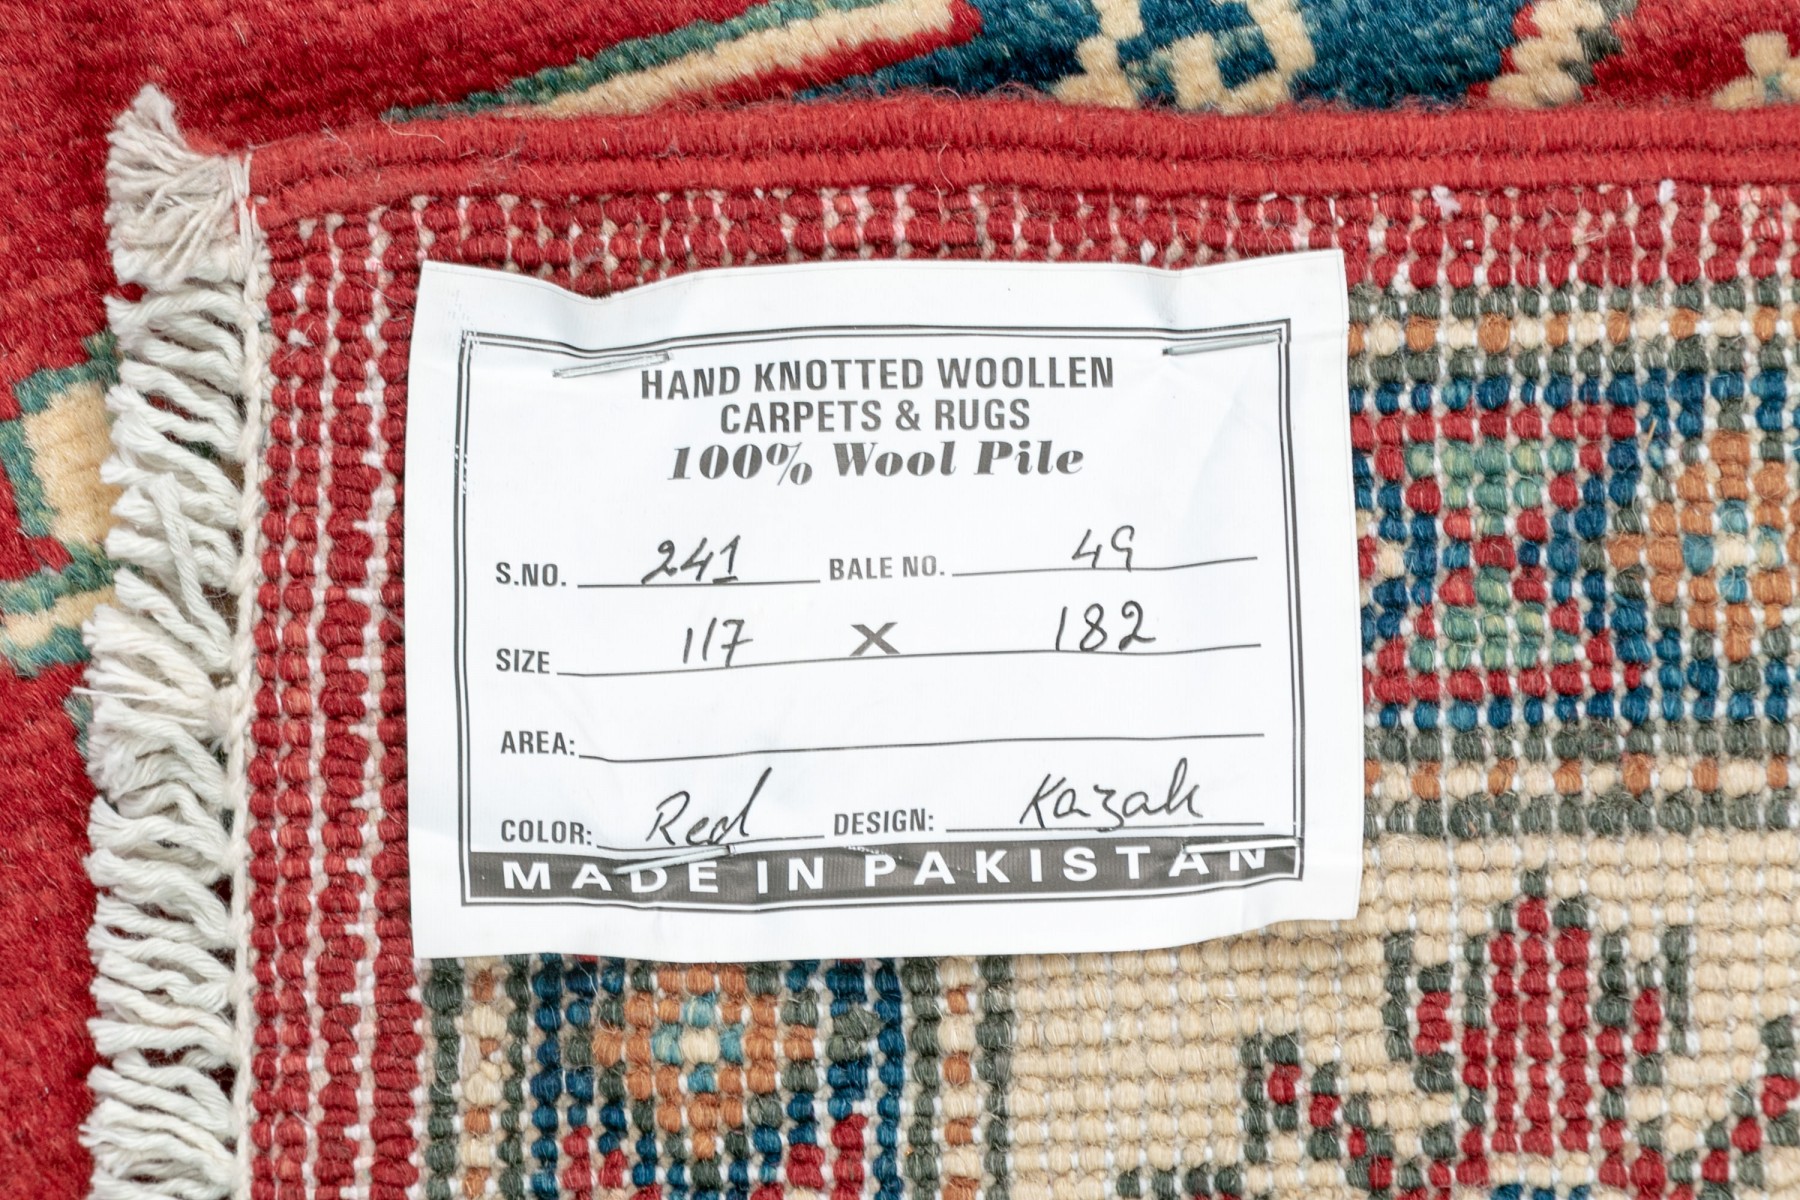 HAND KNOTTED WOOLLEN
CARPETS & RUGS
100% Wool Pile
S.NO. 241 BALE NO. 49
SIZE 117 X 182
AREA:
COLOR: Red DESIGN: Kazak
MADE IN PAKISTAN